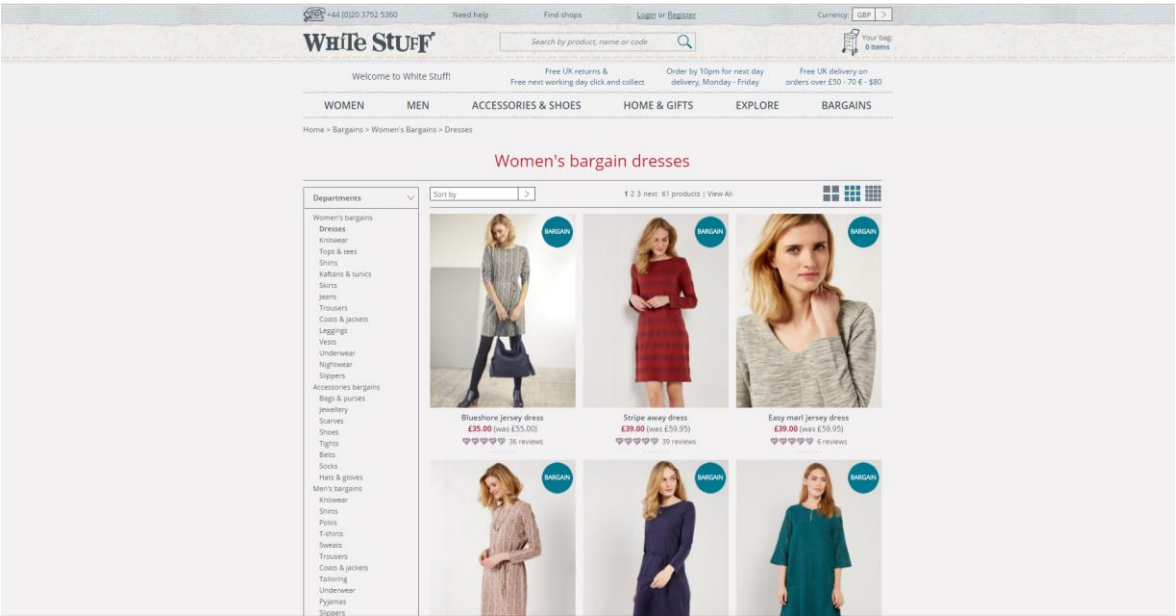 +44 (0)20 3752 5360 Need help Find shops Login or Register Currency: GBP >
WHITE STUFF Search by product, name or code Your bag:
0 items
Welcome to White Stuff!
Free UK returns &
Free next working day click and collect
Order by 10pm for next day
delivery, Monday - Friday
Free UK delivery on
orders over £50 - 70 € - $80
WOMEN MEN ACCESSORIES & SHOES HOME & GIFTS EXPLORE BARGAINS
Home > Bargains > Women's Bargains > Dresses
Women's bargain dresses
Departments
Women's bargains
Dresses
Knitwear
Tops & tees
Shirts
Kaftans & tunics
Skirts
Jeans
Trousers
Coats & jackets
Leggings
Vests
Underwear
Nightwear
Slippers
Accessories bargains
Bags & purses
Jewellery
Scarves
Shoes
Tights
Belts
Socks
Hats & gloves
Men's bargains
Knitwear
Shirts
Polos
T-shirts
Sweats
Trousers
Coats & jackets
Tailoring
Underwear
Pyjamas
Slippers
Sort by > 1 2 3 next 61 products | View All
BARGAIN
BARGAIN
BARGAIN
Blueshore jersey dress
£35.00 (was £55.00)
36 reviews
Stripe away dress
£39.00 (was £59.95)
39 reviews
Easy marl jersey dress
£39.00 (was £59.95)
6 reviews
BARGAIN
BARGAIN
BARGAIN